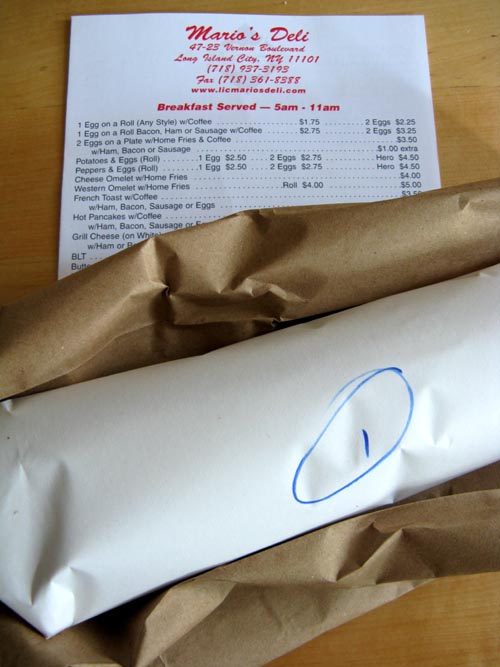 Mario's Deli
47-23 Vernon Boulevard
Long Island City, NY 11101
(718) 937-3193
Fax (718) 361-8388
www.licmariosdeli.com
Breakfast Served — 5am - 11am
1 Egg on a Roll (Any Style) w/Coffee . . . . . . . . . . . . . . . . . $1.75 . . . . . . . . . . 2 Eggs $2.25
1 Egg on a Roll Bacon, Ham or Sausage w/Coffee . . . . . . . $2.75 . . . . . . . . . . 2 Eggs $3.25
2 Eggs on a Plate w/Home Fries & Coffee . . . . . . . . . . . . . . . . . . . . $3.50
w/Ham, Bacon or Sausage . . . . . . . . . . . . . . . . . . . . $1.00 extra
Potatoes & Eggs (Roll) . . . . . . . . 1 Egg $2.50 . . . . 2 Eggs $2.75 . . . . . . . . . . Hero $4.50
Peppers & Eggs (Roll) . . . . . . . . 1 Egg $2.50 . . . . 2 Eggs $2.75 . . . . . . . . . . Hero $4.50
Cheese Omelet w/Home Fries . . . . . . . . . . . . . . . . . . . . $4.00
Western Omelet w/Home Fries . . . . . . . . . . . . Roll $4.00 . . . . . . . . . . $5.00
French Toast w/Coffee . . . . . . . . . . . . . . . . . . . . $3.50
w/Ham, Bacon, Sausage or Eggs . . . .
Hot Pancakes w/Coffee . . . . . . . .
w/Ham, Bacon, Sausage or E
Grill Cheese (on White)
w/Ham or B
BLT . . . .
Butte
1